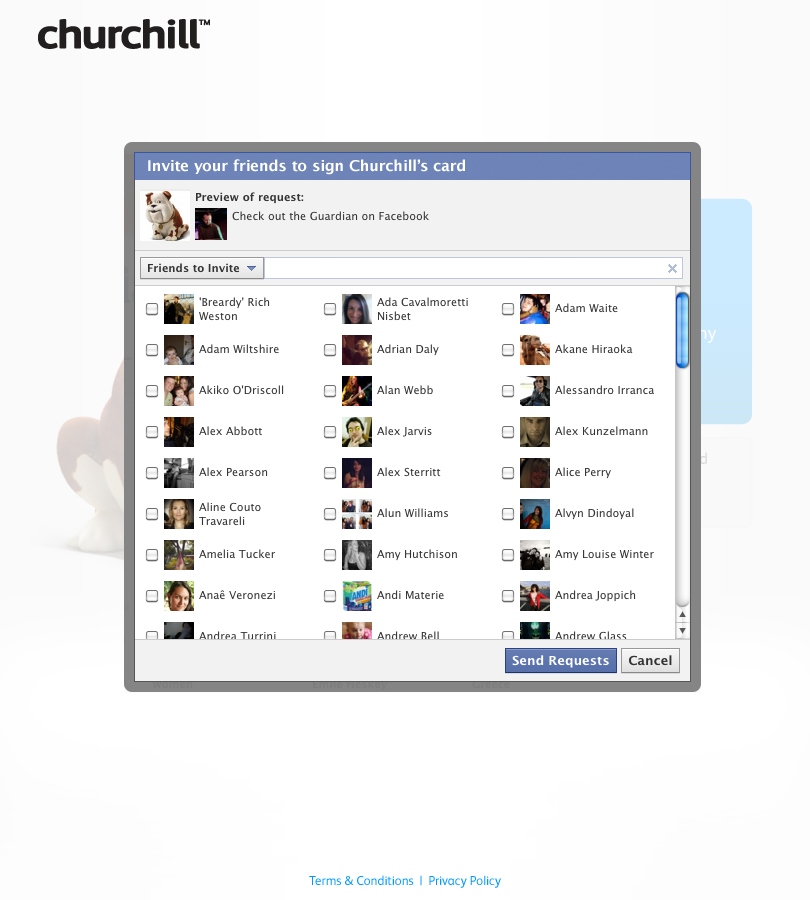 churchill™
Invite your friends to sign Churchill's card
Preview of request:
Check out the Guardian on Facebook
Friends to Invite
'Breardy' Rich
Weston
Ada Cavalmoretti
Nisbet
Adam Waite
Adam Wiltshire
Adrian Daly
Akane Hiraoka
Akiko O'Driscoll
Alan Webb
Alessandro Irranca
Alex Abbott
Alex Jarvis
Alex Kunzelmann
Alex Pearson
Alex Sterritt
Alice Perry
Aline Couto
Travareli
Alun Williams
Alvyn Dindoyal
Amelia Tucker
Amy Hutchison
Amy Louise Winter
Anaê Veronezi
Andi Materie
Andrea Joppich
Andrea Turrini
Andrew Bell
Andrew Glass
Send Requests
Cancel
Terms & Conditions | Privacy Policy